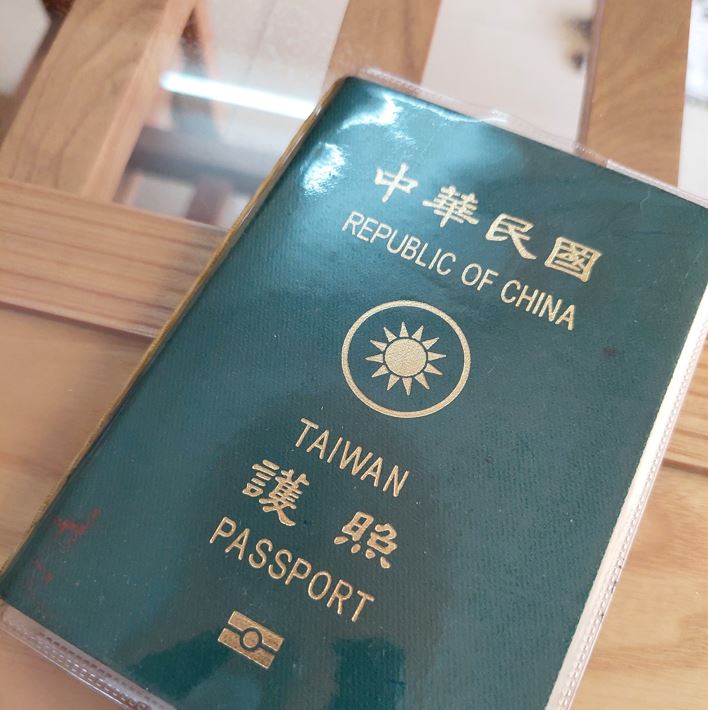 中華民國
REPUBLIC OF CHINA
TAIWAN
護照
PASSPORT